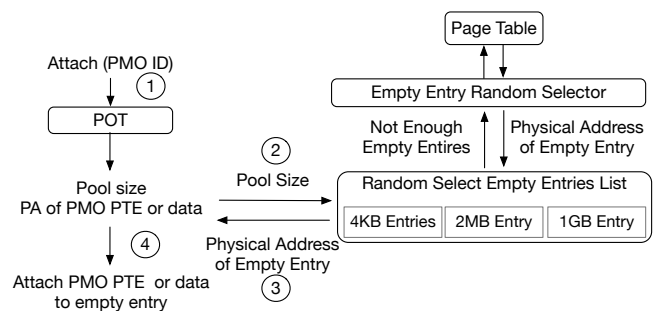 Page Table
Attach (PMO ID)
1
Empty Entry Random Selector
POT
Not Enough
Empty Entires
Physical Address
of Empty Entry
2
Pool Size
Random Select Empty Entries List
Pool size
PA of PMO PTE or data
4KB Entries
2MB Entry
1GB Entry
Physical Address
of Empty Entry
3
4
Attach PMO PTE or data
to empty entry